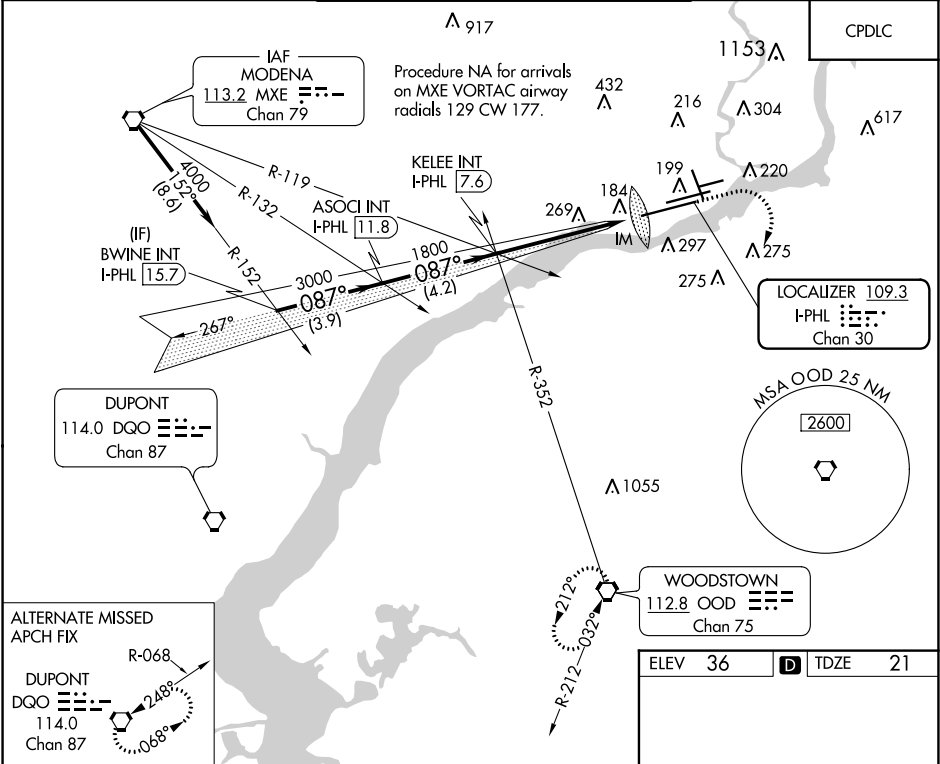 917
CPDLC
1153
IAF
MODENA
113.2 MXE
Chan 79
Procedure NA for arrivals
on MXE VORTAC airway
radials 129 CW 177.
432
216
304
617
4000
152°
(8.6)
R-119
R-132
R-152
KELEE INT
I-PHL 7.6
199
220
184
269
IM
297
275
275
ASOCI INT
I-PHL 11.8
(IF)
BWINE INT
I-PHL 15.7
3000
1800
087°
087°
(3.9)
(4.2)
267°
LOCALIZER 109.3
I-PHL
Chan 30
R-352
MSA OOD 25 NM
2600
DUPONT
114.0 DQO
Chan 87
1055
WOODSTOWN
112.8 OOD
Chan 75
212°
032°
R-212
ALTERNATE MISSED
APCH FIX
R-068
DUPONT
DQO
114.0
Chan 87
248°
068°
ELEV 36 D TDZE 21